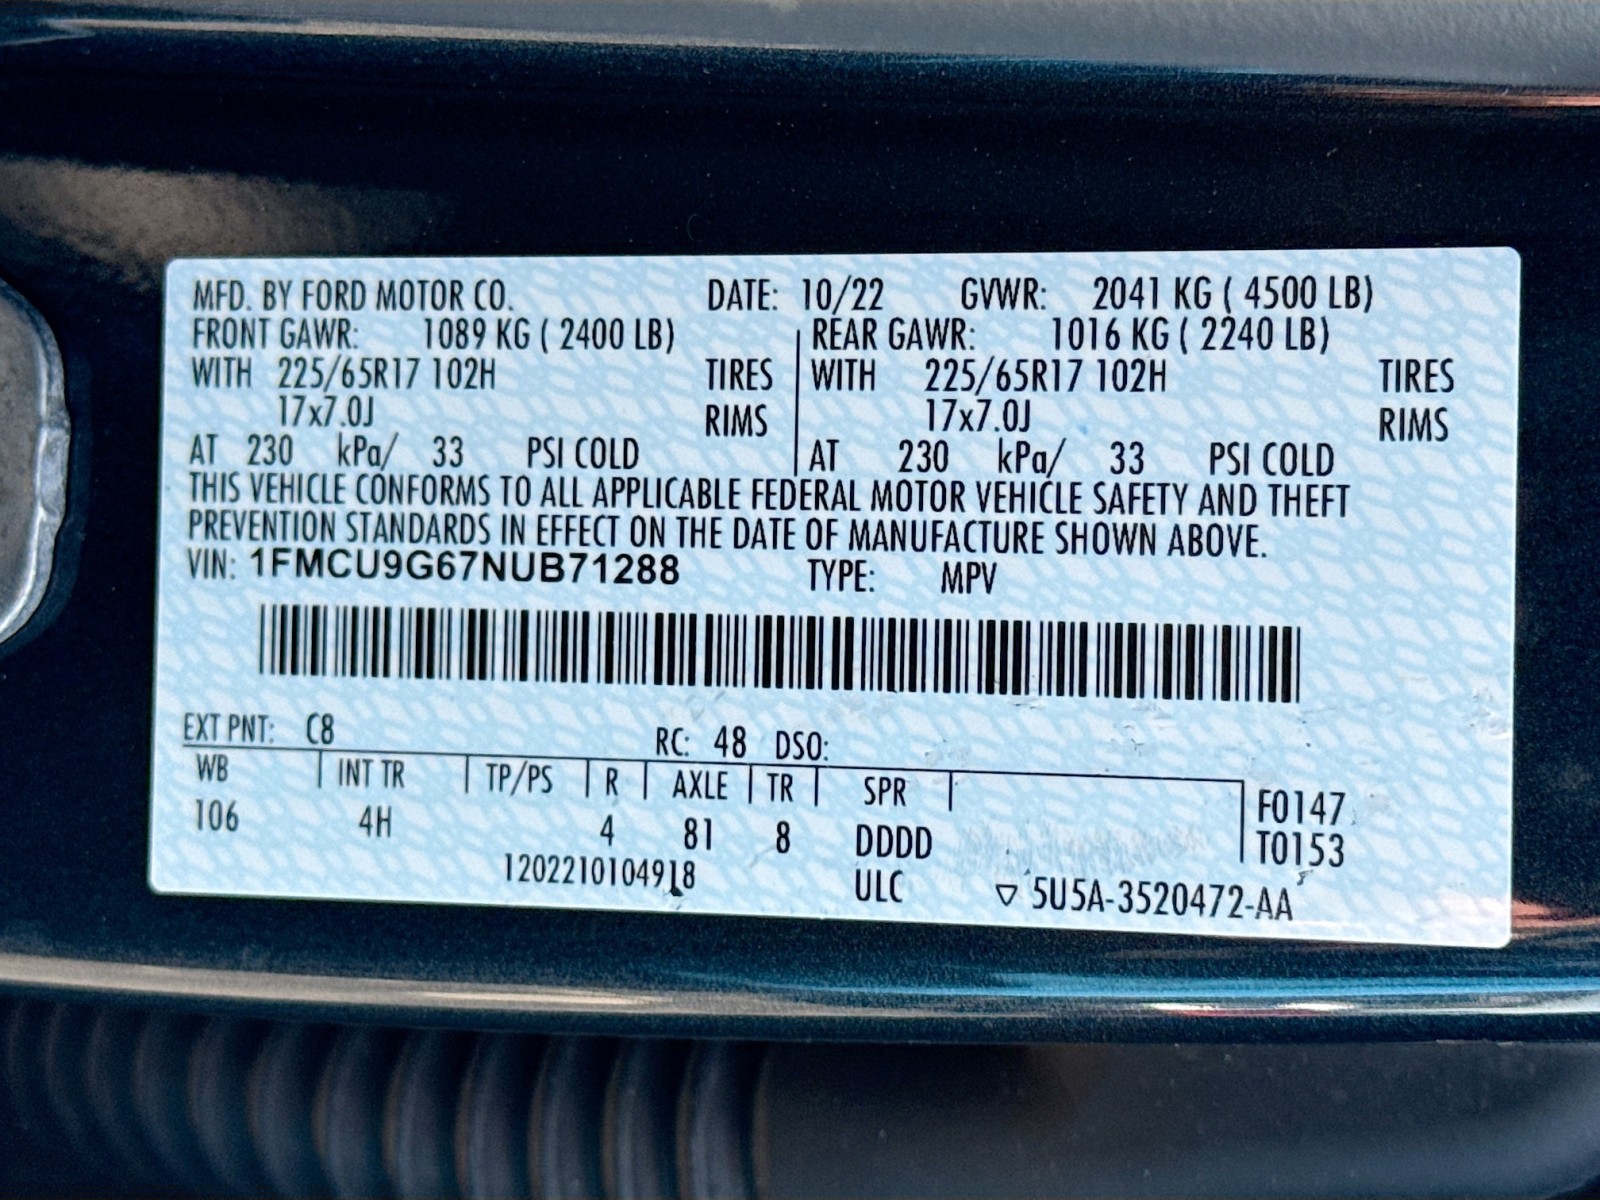 MFD. BY FORD MOTOR CO. DATE: 10/22 GVWR: 2041 KG ( 4500 LB)
FRONT GAWR: 1089 KG ( 2400 LB) REAR GAWR: 1016 KG ( 2240 LB)
WITH 225/65R17 102H TIRES WITH 225/65R17 102H TIRES
17x7.0J RIMS 17x7.0J RIMS
AT 230 kPa/ 33 PSI COLD AT 230 kPa/ 33 PSI COLD
THIS VEHICLE CONFORMS TO ALL APPLICABLE FEDERAL MOTOR VEHICLE SAFETY AND THEFT
PREVENTION STANDARDS IN EFFECT ON THE DATE OF MANUFACTURE SHOWN ABOVE.
VIN: 1FMCU9G67NUB71288 TYPE: MPV
EXT PNT: C8 RC: 48 DSO:
WB INT TR TP/PS R AXLE TR SPR F0147
106 4H 4 81 8 DDDD T0153
1202210104918 ULC ▽ 5U5A-3520472-AA